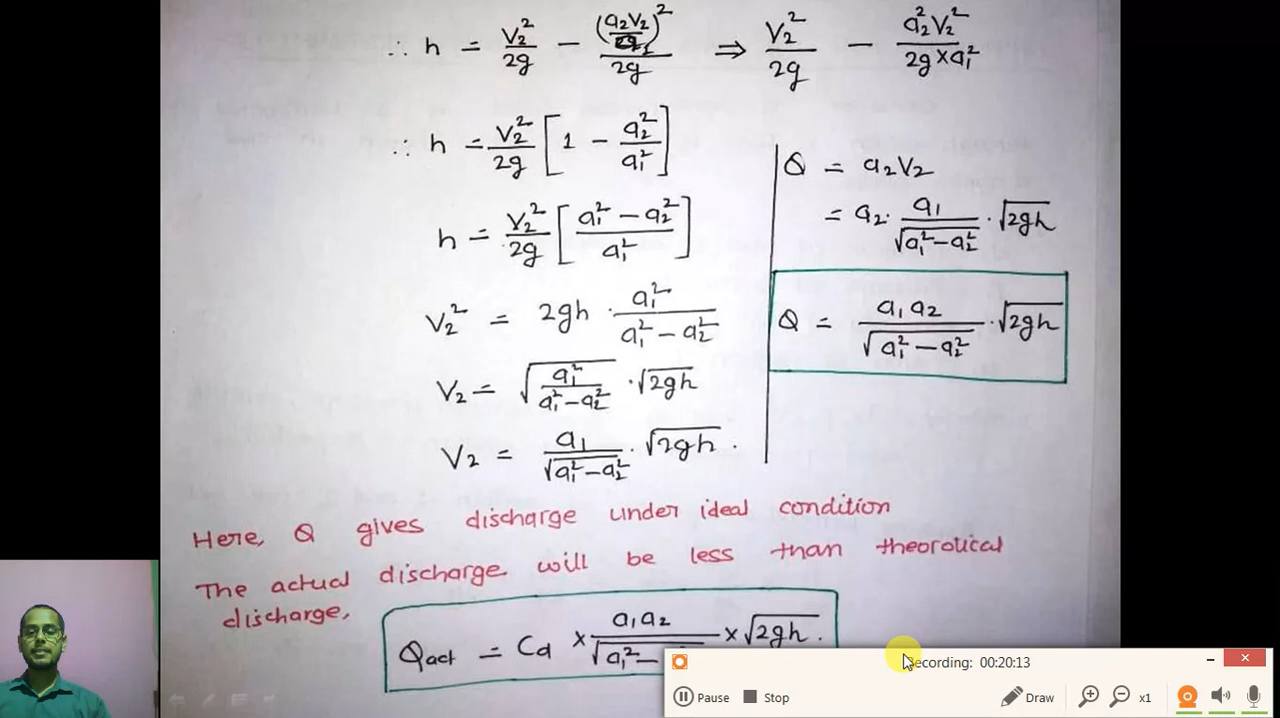 ∴ h = V₂²/2g − (a₂V₂/a₁)²/2g ⇒ V₂²/2g − a₂²V₂²/2g×a₁²
∴ h = V₂²/2g [1 − a₂²/a₁²]
h = V₂²/2g [a₁² − a₂²/a₁²]
V₂² = 2gh · a₁²/a₁² − a₂²
V₂ = √(a₁²/a₁² − a₂²) · √2gh
V₂ = a₁/√(a₁² − a₂²) · √2gh .
Q = a₂V₂
= a₂ · a₁/√(a₁² − a₂²) · √2gh
Q = a₁a₂/√(a₁² − a₂²) · √2gh
Here, Q gives discharge under ideal condition
The actual discharge will be less than theorotical
discharge,
Qact = Cd × a₁a₂/√(a₁² − × √2gh .
Recording: 00:20:13
Pause Stop Draw x1